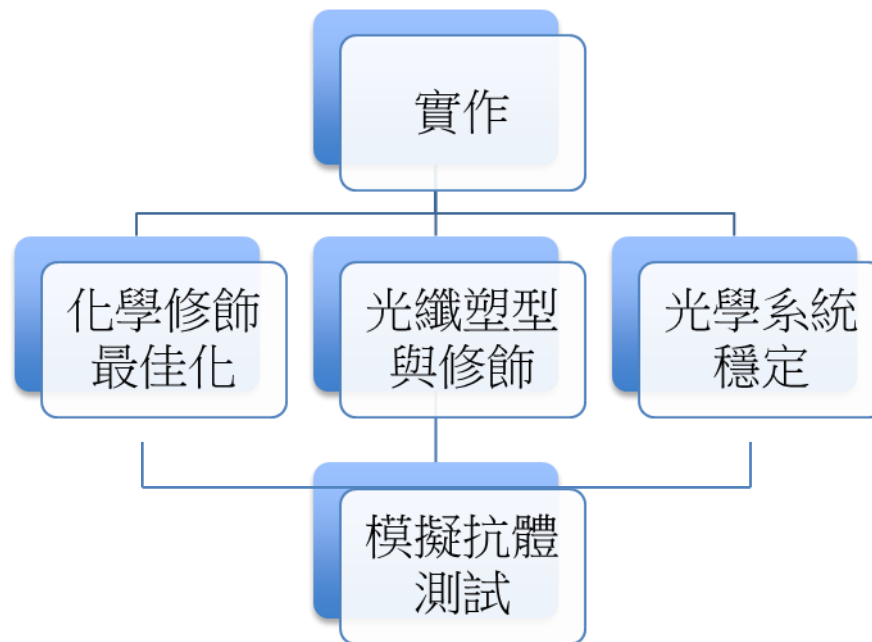 實作
化學修飾
最佳化
光纖塑型
與修飾
光學系統
穩定
模擬抗體
測試